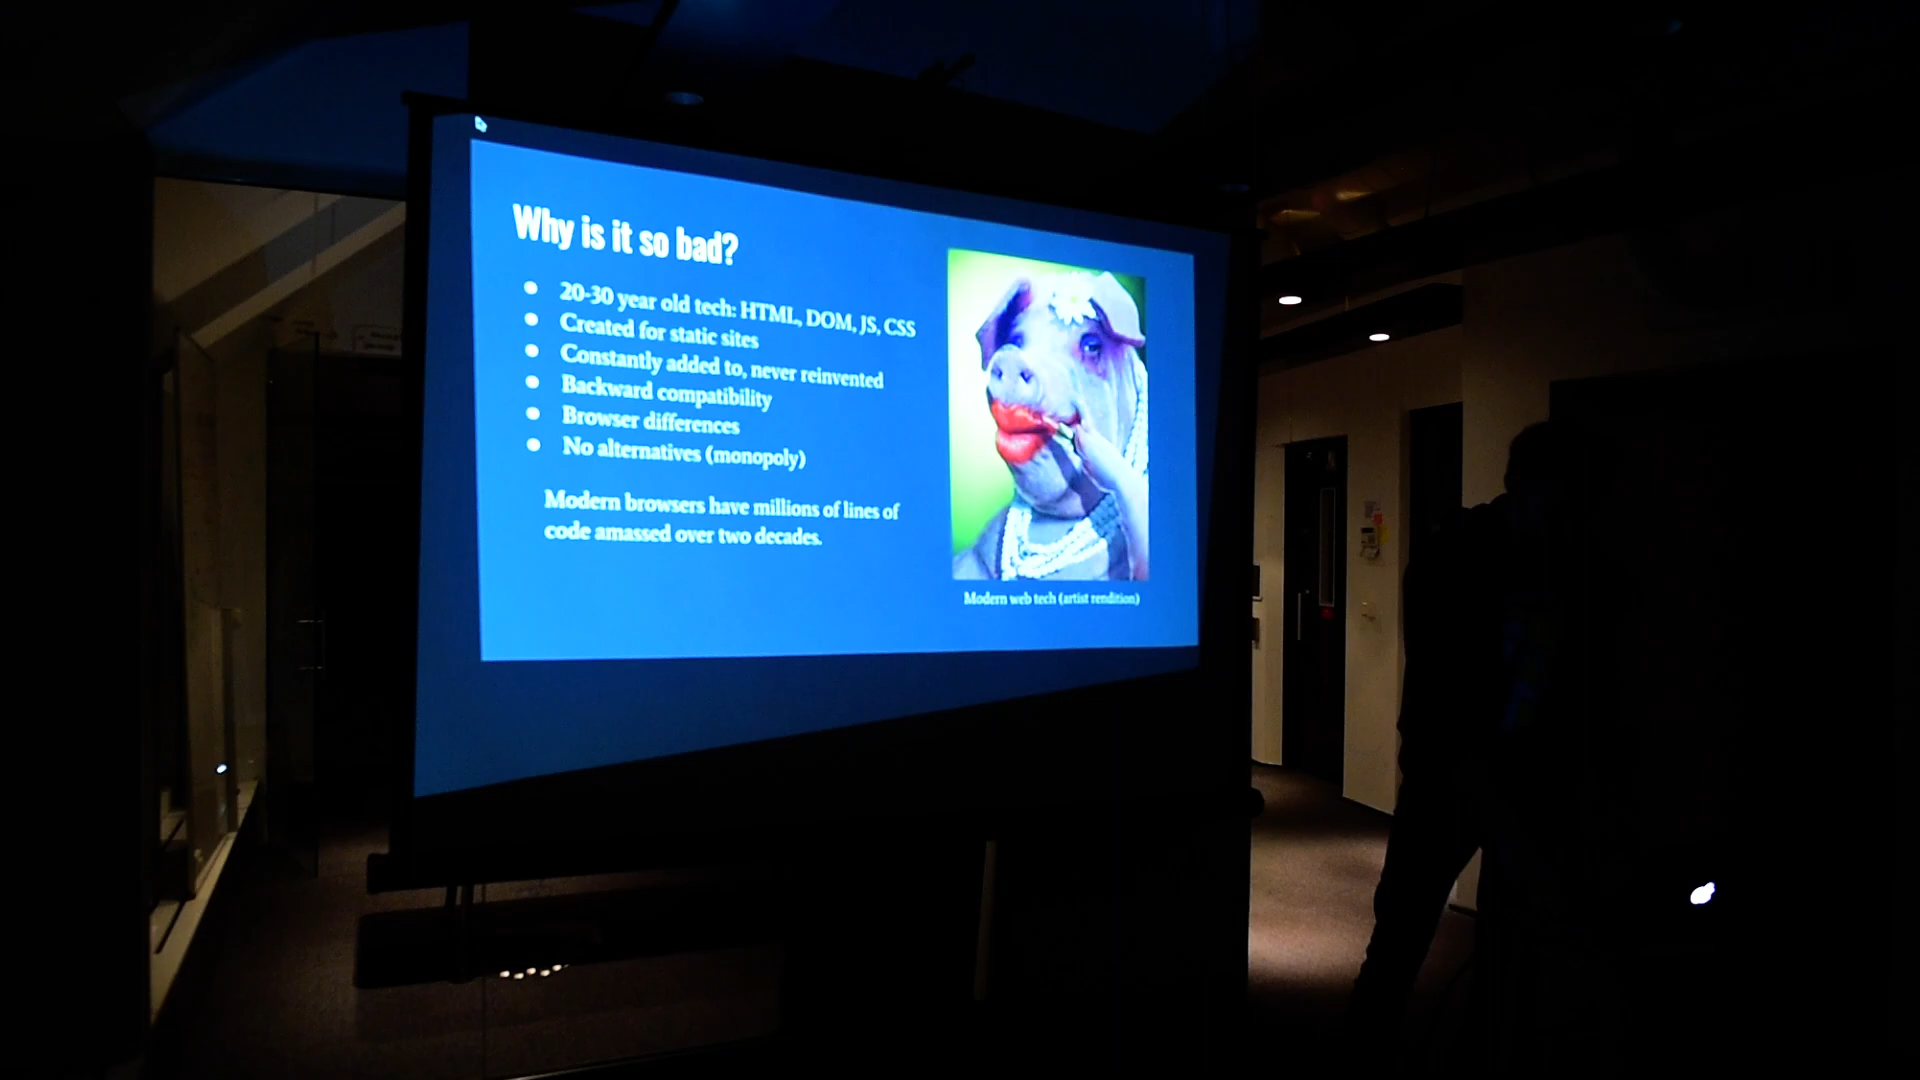 Why is it so bad?
20-30 year old tech: HTML, DOM, JS, CSS
Created for static sites
Constantly added to, never reinvented
Backward compatibility
Browser differences
No alternatives (monopoly)
Modern browsers have millions of lines of
code amassed over two decades.
Modern web tech (artist rendition)